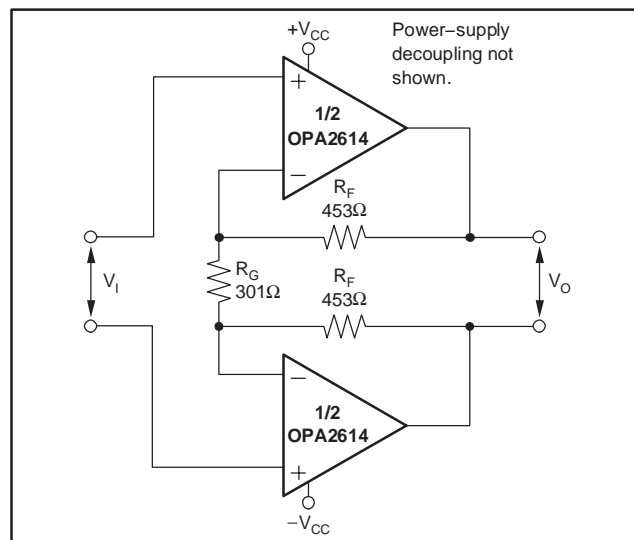 +VCC
Power–supply
decoupling not
shown.
+
1/2
OPA2614
−
RF
453Ω
VI
RG
301Ω
RF
453Ω
VO
−
1/2
OPA2614
+
−VCC